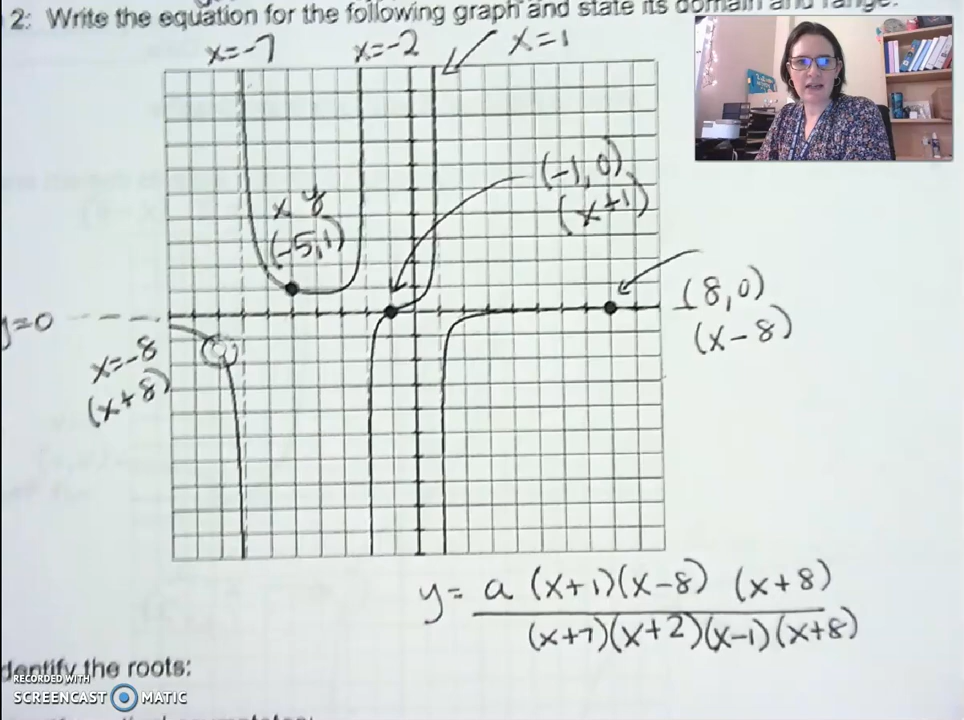 2: Write the equation for the following graph and state its domain and range.
x=-7 x=-2 x=1
(-1,0)
(x+1)
x y
(-5,1)
(8,0)
(x-8)
y=0
x=-8
(x+8)
y= a (x+1)(x-8) (x+8)
(x+7)(x+2)(x-1)(x+8)
dentify the roots:
RECORDED WITH
SCREENCAST MATIC